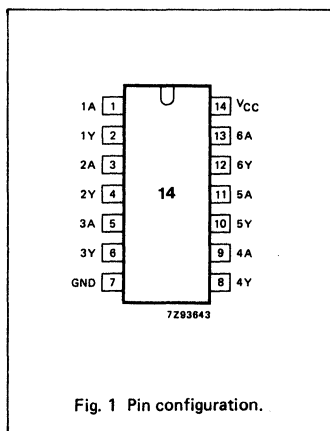 1A 1 14 VCC
1Y 2 13 6A
2A 3 12 6Y
2Y 4 14 11 5A
3A 5 10 5Y
3Y 6 9 4A
GND 7 8 4Y
7Z93643
Fig. 1 Pin configuration.